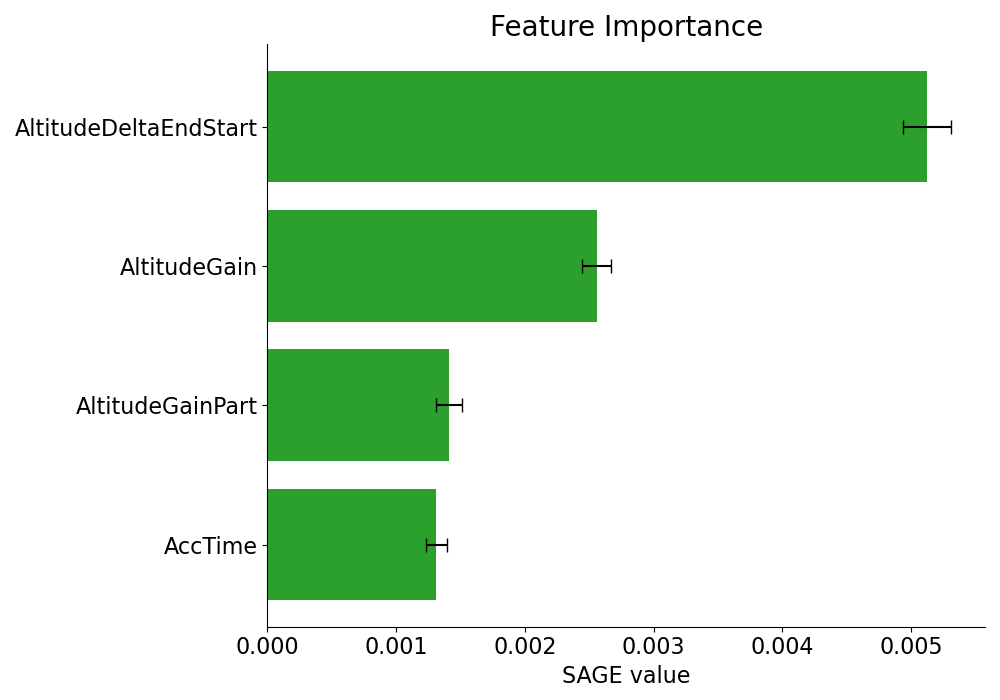 Feature Importance
AltitudeDeltaEndStart
AltitudeGain
AltitudeGainPart
AccTime
0.000 0.001 0.002 0.003 0.004 0.005
SAGE value